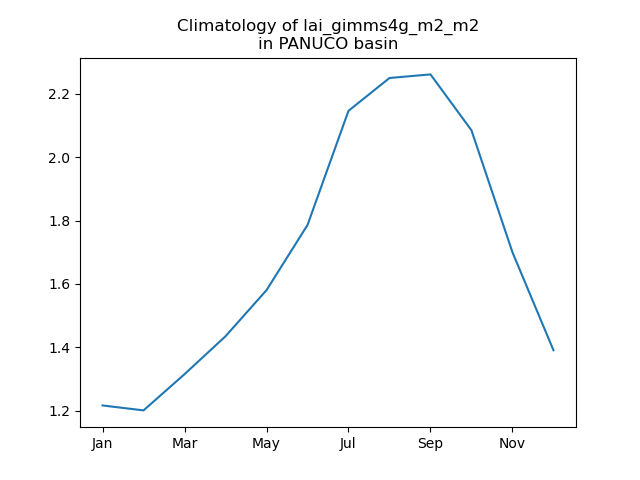 Climatology of lai_gimms4g_m2_m2
in PANUCO basin
2.2
2.0
1.8
1.6
1.4
1.2
Jan
Mar
May
Jul
Sep
Nov